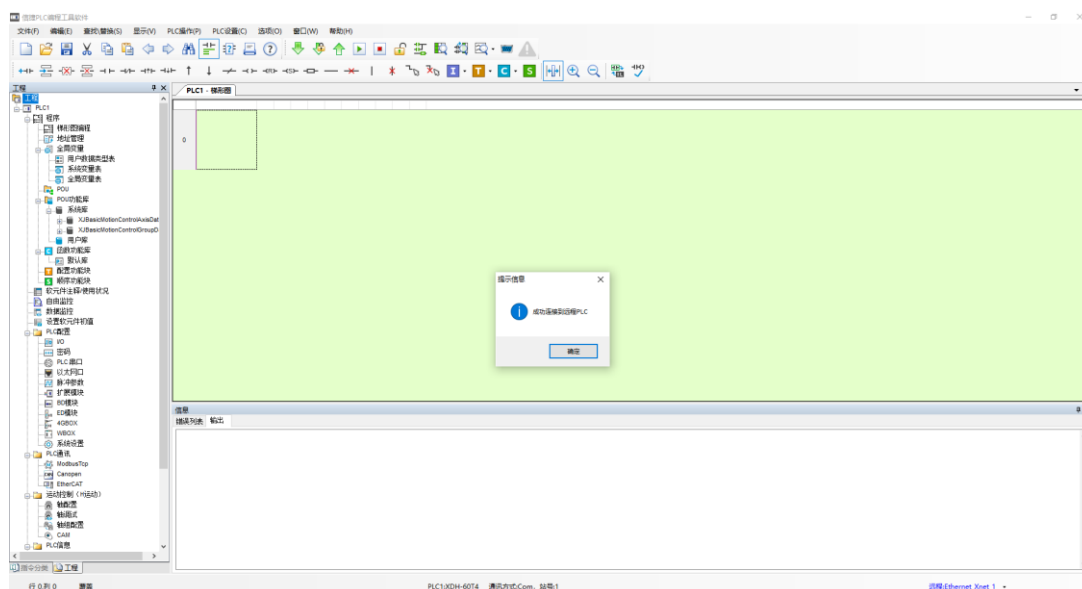 信捷PLC编程工具软件
文件(F) 编辑(E) 查找\替换(S) 显示(V) PLC操作(P) PLC设置(C) 选项(O) 窗口(W) 帮助(H)
工程
PLC1 - 梯形图
工程
PLC1
程序
梯形图编程
地址管理
全局变量
用户数据类型表
系统变量表
全局变量表
POU
POU功能库
系统库
XJBasicMotionControlAxisDat
XJBasicMotionControlGroupD
用户库
函数功能库
默认库
配置功能块
顺序功能块
软元件注释/使用状况
自由监控
数据监控
设置软元件初值
PLC配置
I/O
密码
PLC 串口
以太网口
脉冲参数
扩展模块
BD模块
ED模块
4GBOX
WBOX
系统设置
PLC通讯
ModbusTcp
Canopen
EtherCAT
运动控制（H运动）
轴配置
轴调试
轴组配置
CAM
PLC信息
指令分类 工程
0
提示信息
成功连接到远程PLC
确定
信息
错误列表 输出
行 0,列 0 覆盖
PLC1:XDH-60T4 通讯方式:Com，站号:1
远程:Ethernet_Xnet_1